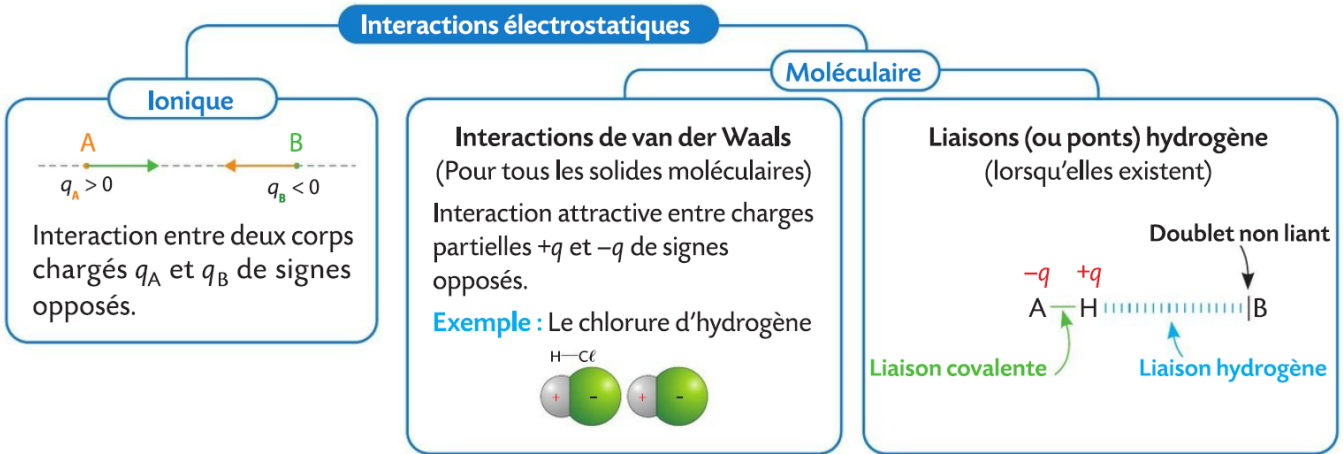 Interactions électrostatiques
Ionique
A
B
qA > 0
qB < 0
Interaction entre deux corps
chargés qA et qB de signes
opposés.
Moléculaire
Interactions de van der Waals
(Pour tous les solides moléculaires)
Interaction attractive entre charges
partielles +q et –q de signes
opposés.
Exemple : Le chlorure d'hydrogène
H—Cℓ
+ - + -
Liaisons (ou ponts) hydrogène
(lorsqu'elles existent)
Doublet non liant
–q +q
A — H B
Liaison covalente
Liaison hydrogène